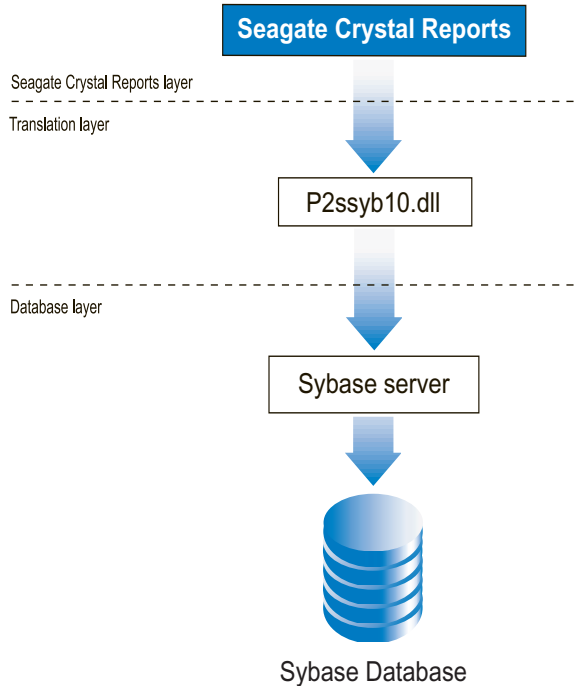 Seagate Crystal Reports
Seagate Crystal Reports layer
Translation layer
P2ssyb10.dll
Database layer
Sybase server
Sybase Database